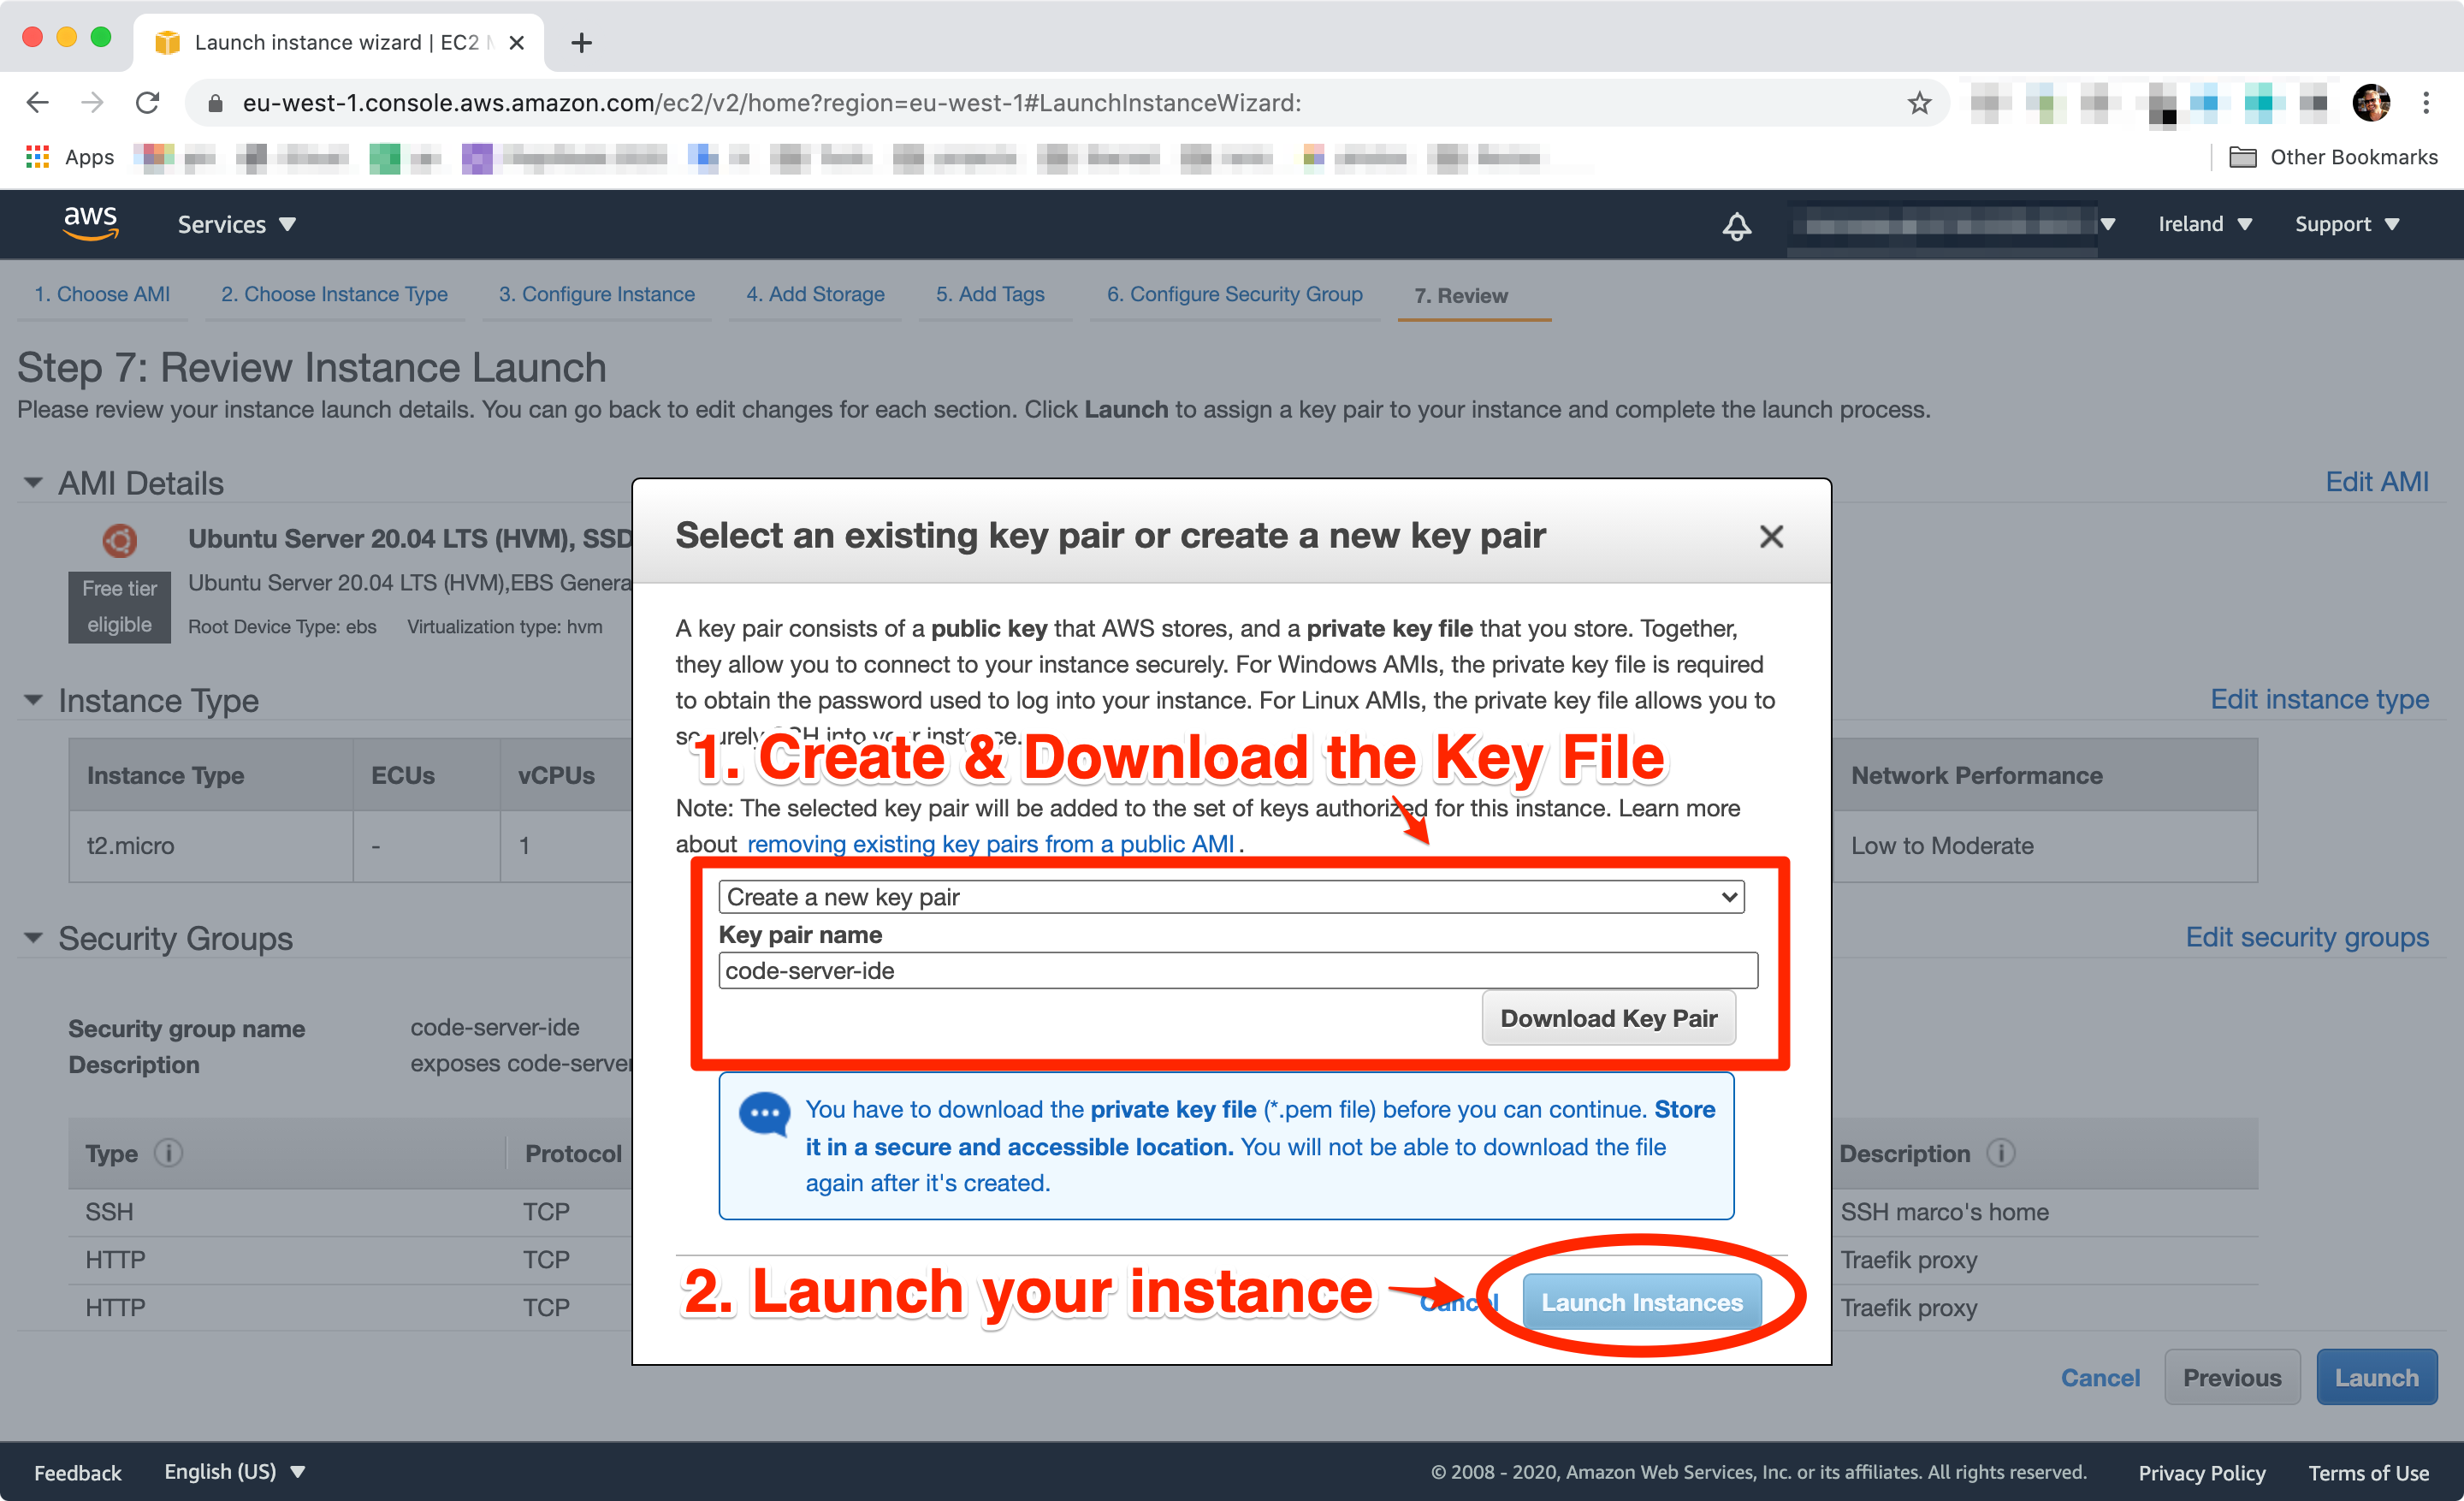 Launch instance wizard | EC2 M
eu-west-1.console.aws.amazon.com/ec2/v2/home?region=eu-west-1#LaunchInstanceWizard:
Apps
Other Bookmarks
aws
Services
Ireland
Support
1. Choose AMI
2. Choose Instance Type
3. Configure Instance
4. Add Storage
5. Add Tags
6. Configure Security Group
7. Review
Step 7: Review Instance Launch
Please review your instance launch details. You can go back to edit changes for each section. Click Launch to assign a key pair to your instance and complete the launch process.
AMI Details
Edit AMI
Ubuntu Server 20.04 LTS (HVM), SSD
Free tier
eligible
Ubuntu Server 20.04 LTS (HVM),EBS Genera
Root Device Type: ebs
Virtualization type: hvm
Instance Type
Edit instance type
Instance Type
ECUs
vCPUs
Network Performance
t2.micro
-
1
Low to Moderate
Security Groups
Edit security groups
Security group name
code-server-ide
Description
exposes code-server
Type
Protocol
Description
SSH
TCP
SSH marco's home
HTTP
TCP
Traefik proxy
HTTP
TCP
Traefik proxy
Select an existing key pair or create a new key pair
A key pair consists of a public key that AWS stores, and a private key file that you store. Together,
they allow you to connect to your instance securely. For Windows AMIs, the private key file is required
to obtain the password used to log into your instance. For Linux AMIs, the private key file allows you to
securely SSH into your instance.
1. Create & Download the Key File
Note: The selected key pair will be added to the set of keys authorized for this instance. Learn more
about removing existing key pairs from a public AMI.
Create a new key pair
Key pair name
code-server-ide
Download Key Pair
You have to download the private key file (*.pem file) before you can continue. Store
it in a secure and accessible location. You will not be able to download the file
again after it's created.
2. Launch your instance
Cancel
Launch Instances
Cancel
Previous
Launch
Feedback
English (US)
© 2008 - 2020, Amazon Web Services, Inc. or its affiliates. All rights reserved.
Privacy Policy
Terms of Use